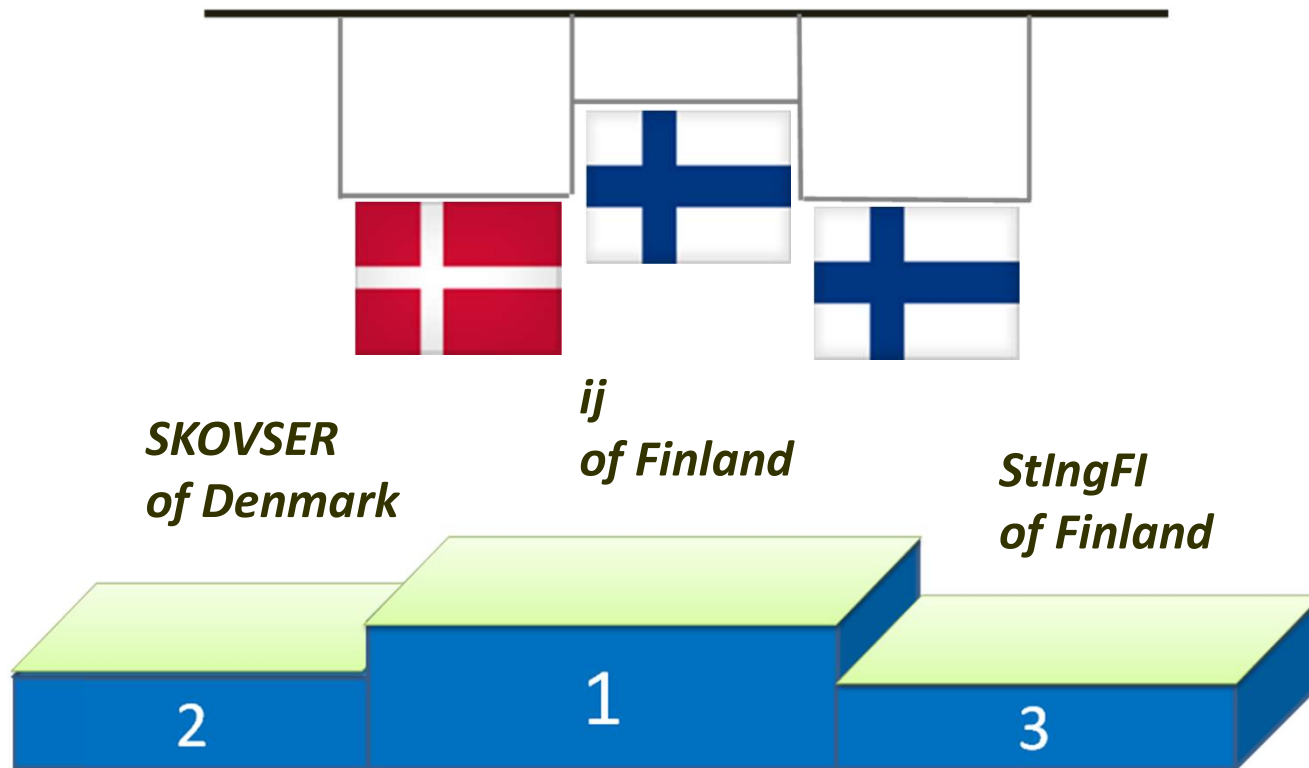 SKOVSER
of Denmark
ij
of Finland
StIngFI
of Finland
2
1
3